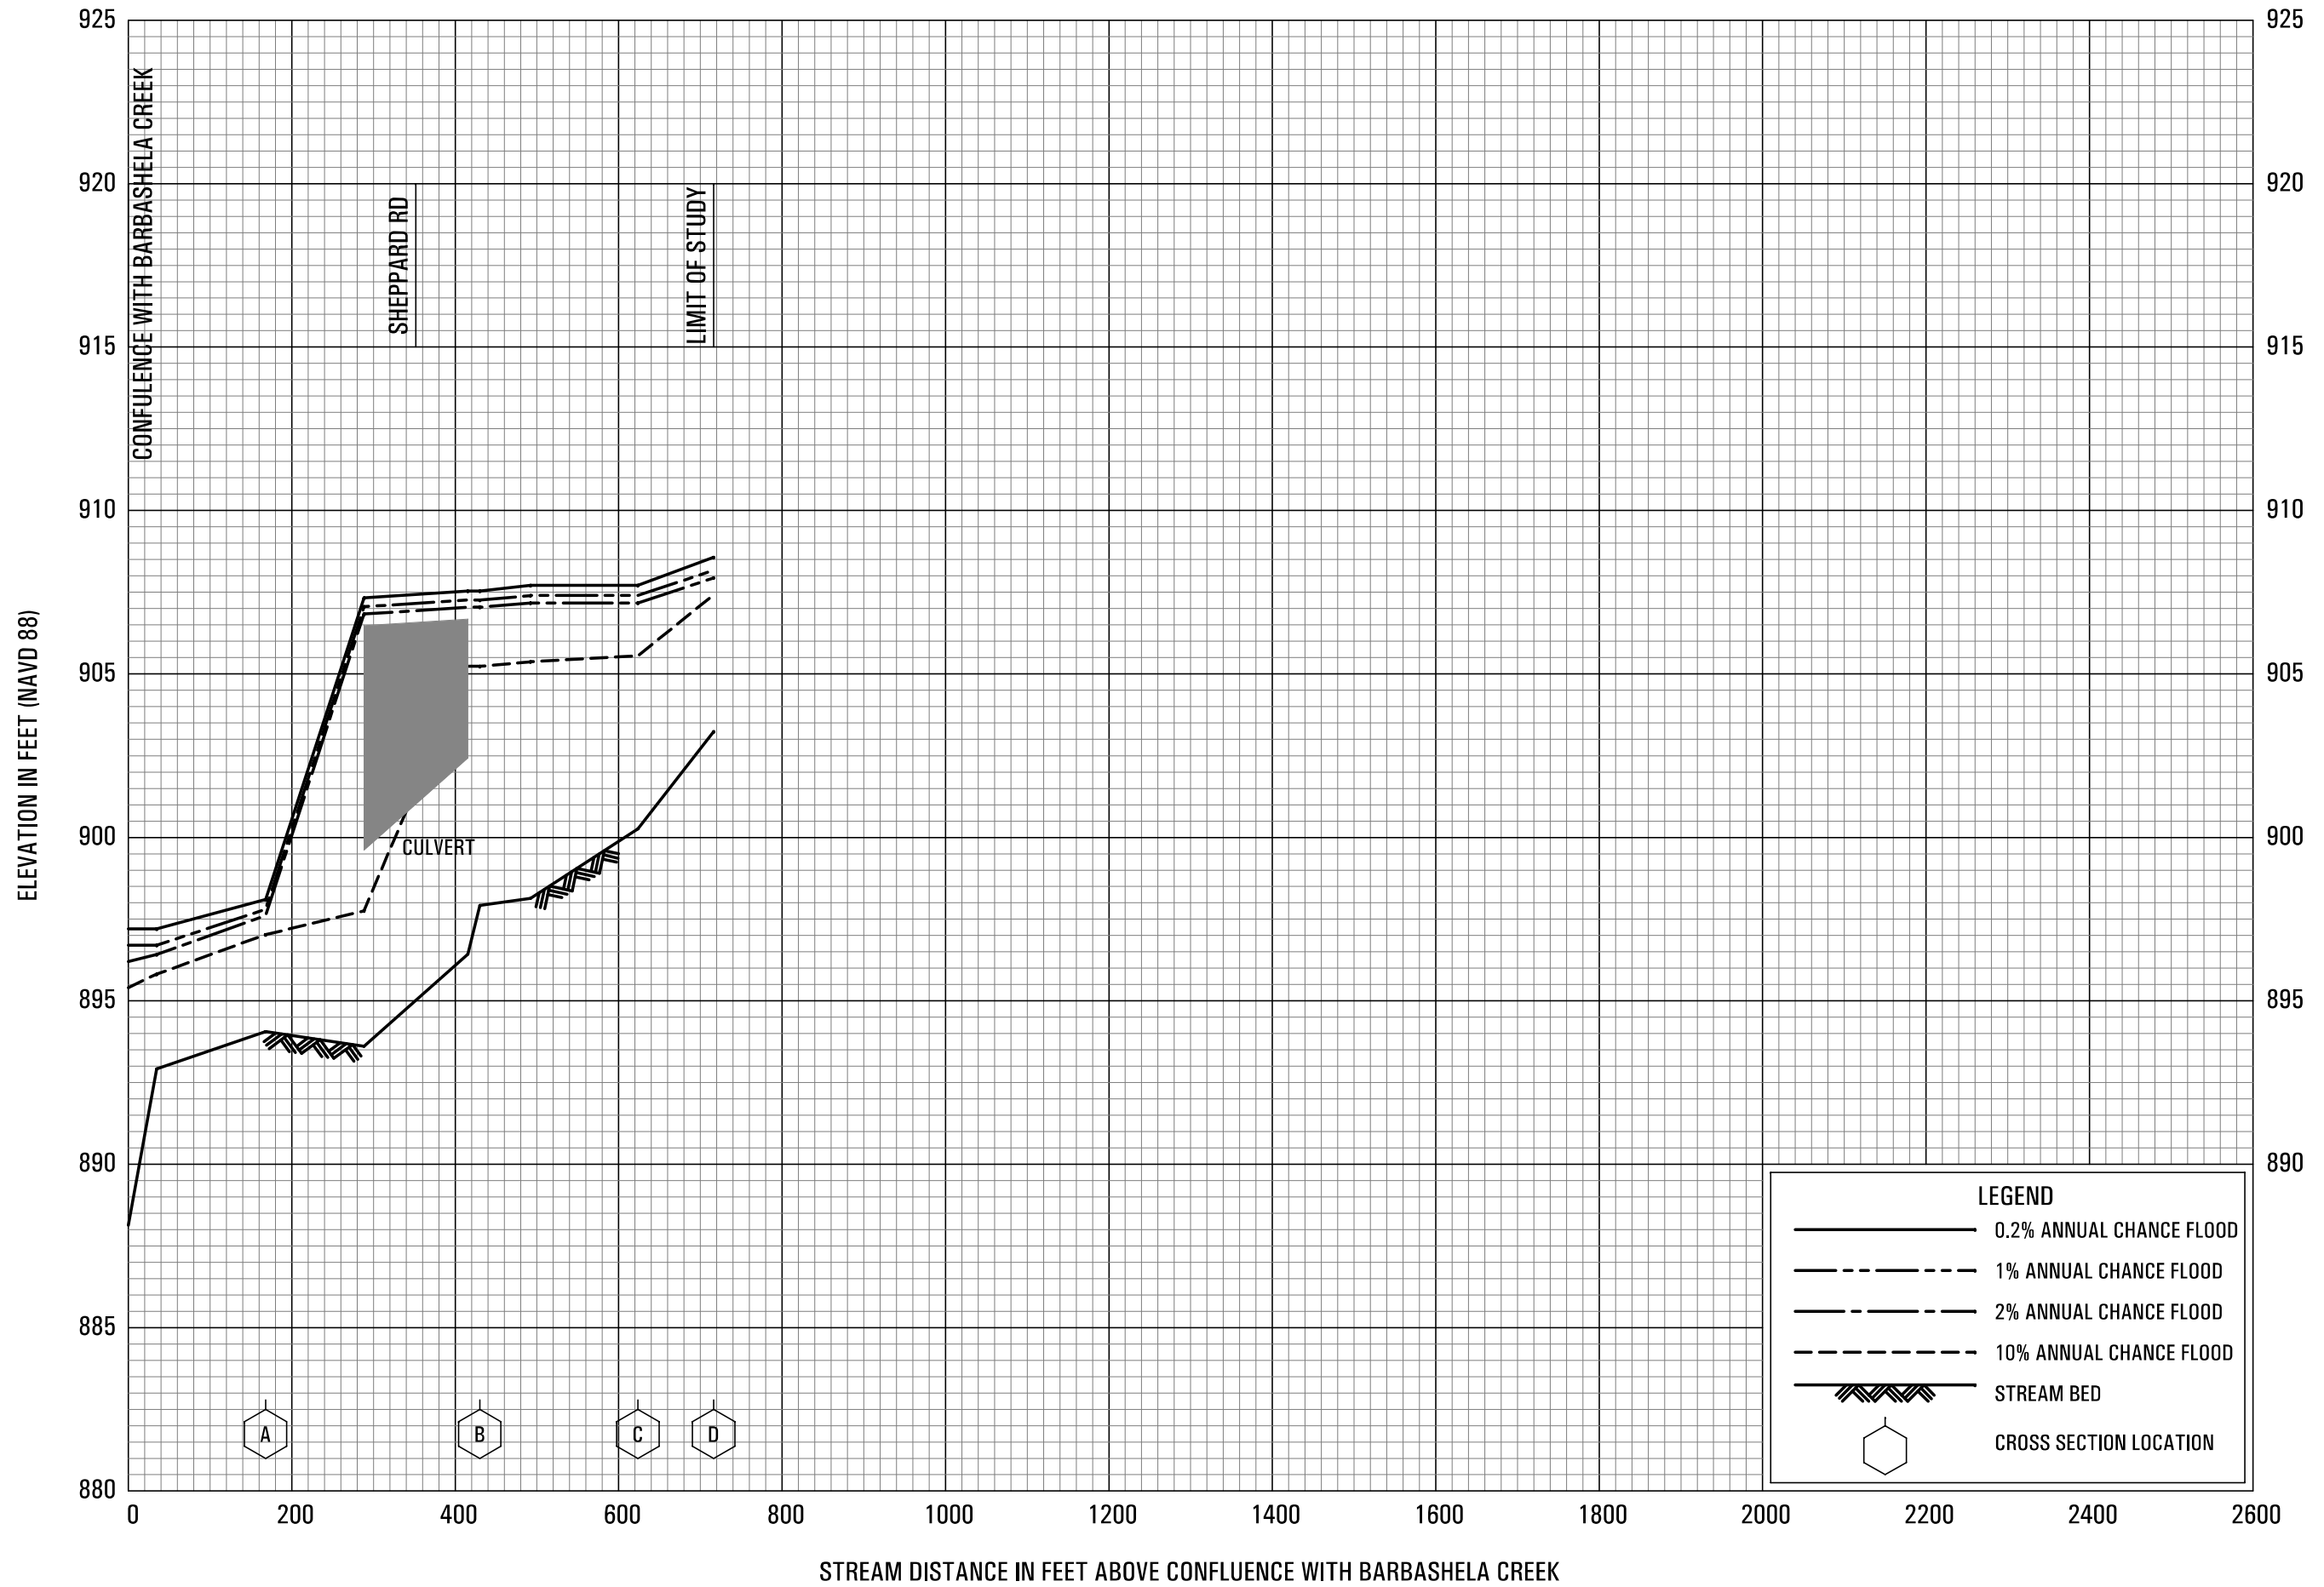 925
920
915
910
905
900
895
890
885
880
ELEVATION IN FEET (NAVD 88)
CONFULENCE WITH BARBASHELA CREEK
SHEPPARD RD
LIMIT OF STUDY
CULVERT
A
B
C
D
925
920
915
910
905
900
895
890
LEGEND
0.2% ANNUAL CHANCE FLOOD
1% ANNUAL CHANCE FLOOD
2% ANNUAL CHANCE FLOOD
10% ANNUAL CHANCE FLOOD
STREAM BED
CROSS SECTION LOCATION
0 200 400 600 800 1000 1200 1400 1600 1800 2000 2200 2400 2600
STREAM DISTANCE IN FEET ABOVE CONFLUENCE WITH BARBASHELA CREEK